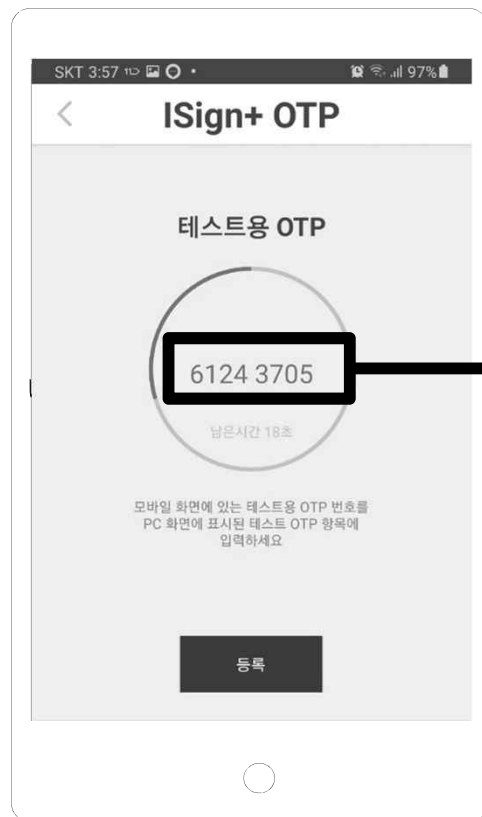 SKT 3:57
97%
ISign+ OTP
테스트용 OTP
6124 3705
남은시간 18초
모바일 화면에 있는 테스트용 OTP 번호를
PC 화면에 표시된 테스트 OTP 항목에
입력하세요
등록